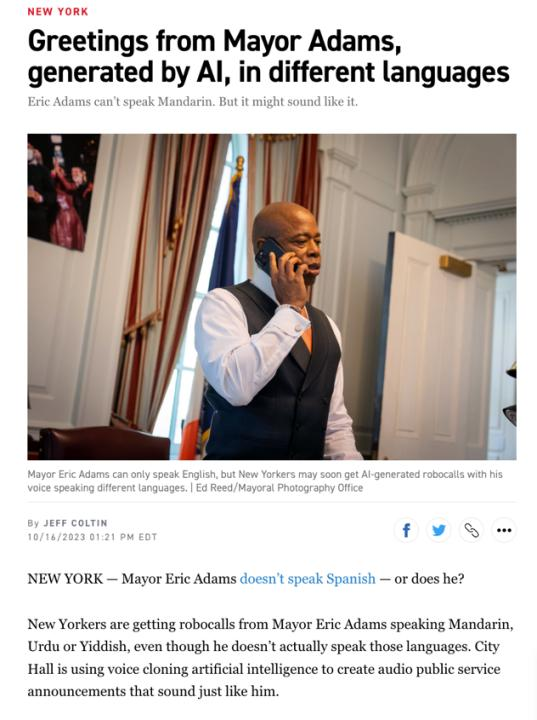 NEW YORK
Greetings from Mayor Adams,
generated by AI, in different languages
Eric Adams can’t speak Mandarin. But it might sound like it.
Mayor Eric Adams can only speak English, but New Yorkers may soon get AI-generated robocalls with his
voice speaking different languages. | Ed Reed/Mayoral Photography Office
By JEFF COLTIN
10/16/2023 01:21 PM EDT
NEW YORK — Mayor Eric Adams doesn’t speak Spanish — or does he?
New Yorkers are getting robocalls from Mayor Eric Adams speaking Mandarin,
Urdu or Yiddish, even though he doesn’t actually speak those languages. City
Hall is using voice cloning artificial intelligence to create audio public service
announcements that sound just like him.